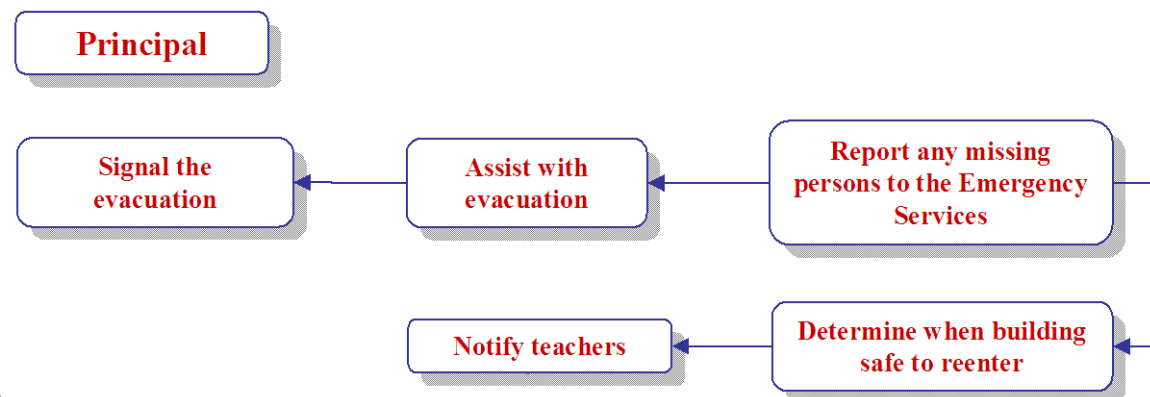 Principal
Signal the
evacuation
Assist with
evacuation
Report any missing
persons to the Emergency
Services
Notify teachers
Determine when building
safe to reenter